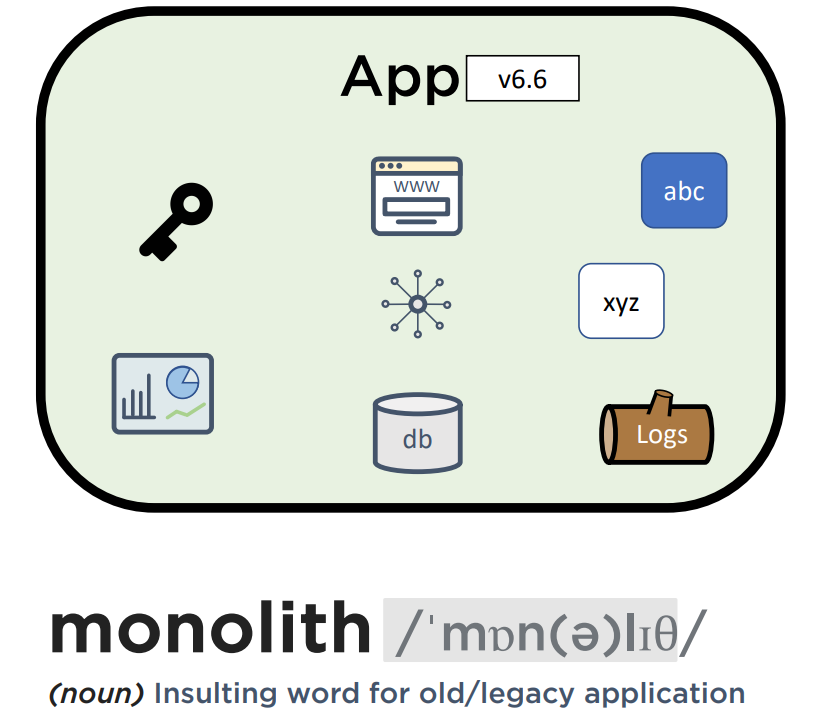 App v6.6
www
abc
xyz
db
Logs
monolith /ˈmɒn(ə)lɪθ/
(noun) Insulting word for old/legacy application